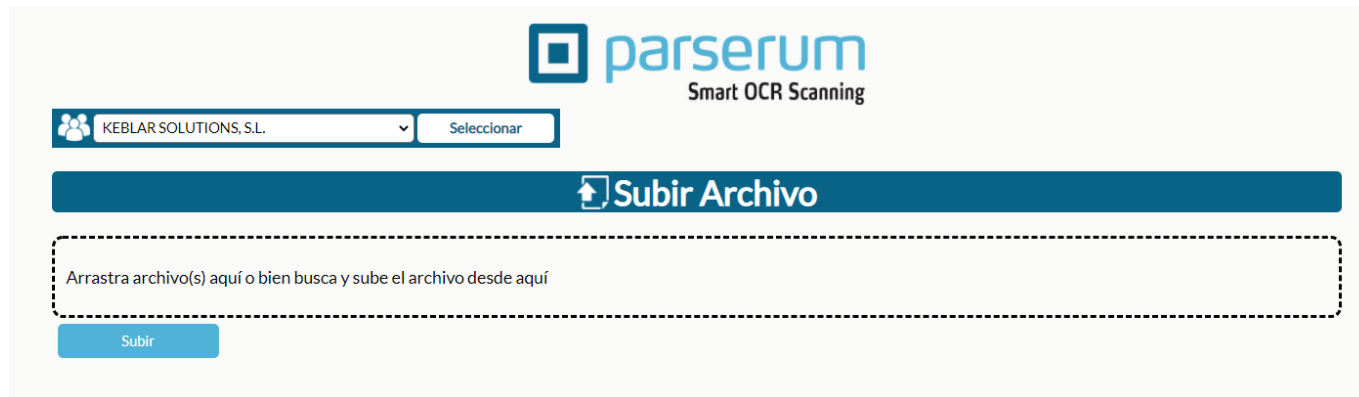 parserum
Smart OCR Scanning
KEBLAR SOLUTIONS, S.L.
Seleccionar
Subir Archivo
Arrastra archivo(s) aquí o bien busca y sube el archivo desde aquí
Subir